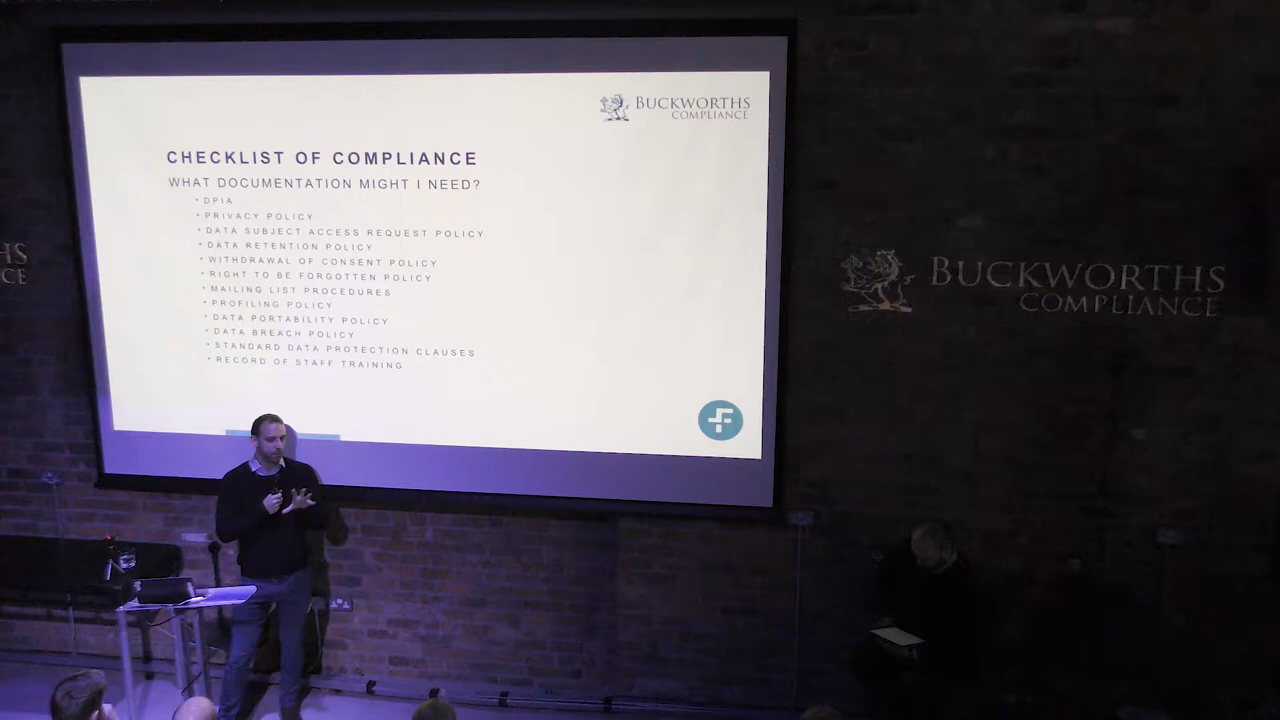 BUCKWORTHS
COMPLIANCE
CHECKLIST OF COMPLIANCE
WHAT DOCUMENTATION MIGHT I NEED?
• DPIA
• PRIVACY POLICY
• DATA SUBJECT ACCESS REQUEST POLICY
• DATA RETENTION POLICY
• WITHDRAWAL OF CONSENT POLICY
• RIGHT TO BE FORGOTTEN POLICY
• MAILING LIST PROCEDURES
• PROFILING POLICY
• DATA PORTABILITY POLICY
• DATA BREACH POLICY
• STANDARD DATA PROTECTION CLAUSES
• RECORD OF STAFF TRAINING
HS
CE
BUCKWORTHS
COMPLIANCE